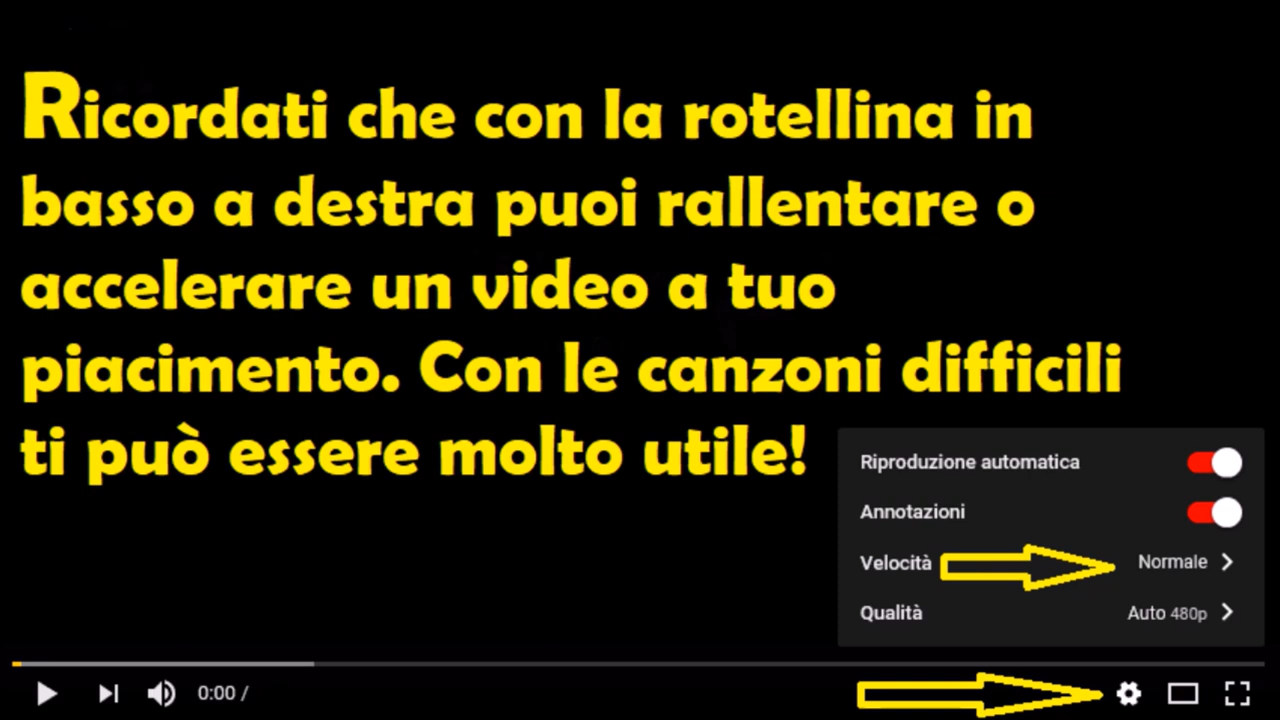 Ricordati che con la rotellina in
basso a destra puoi rallentare o
accelerare un video a tuo
piacimento. Con le canzoni difficili
ti può essere molto utile!
Riproduzione automatica
Annotazioni
Velocità Normale
Qualità Auto 480p
0:00 /